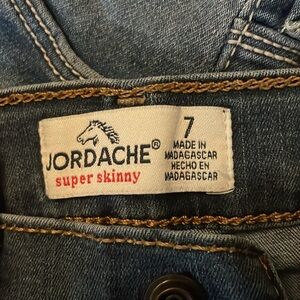 JORDACHE®
super skinny
7
MADE IN
MADAGASCAR
HECHO EN
MADAGASCAR